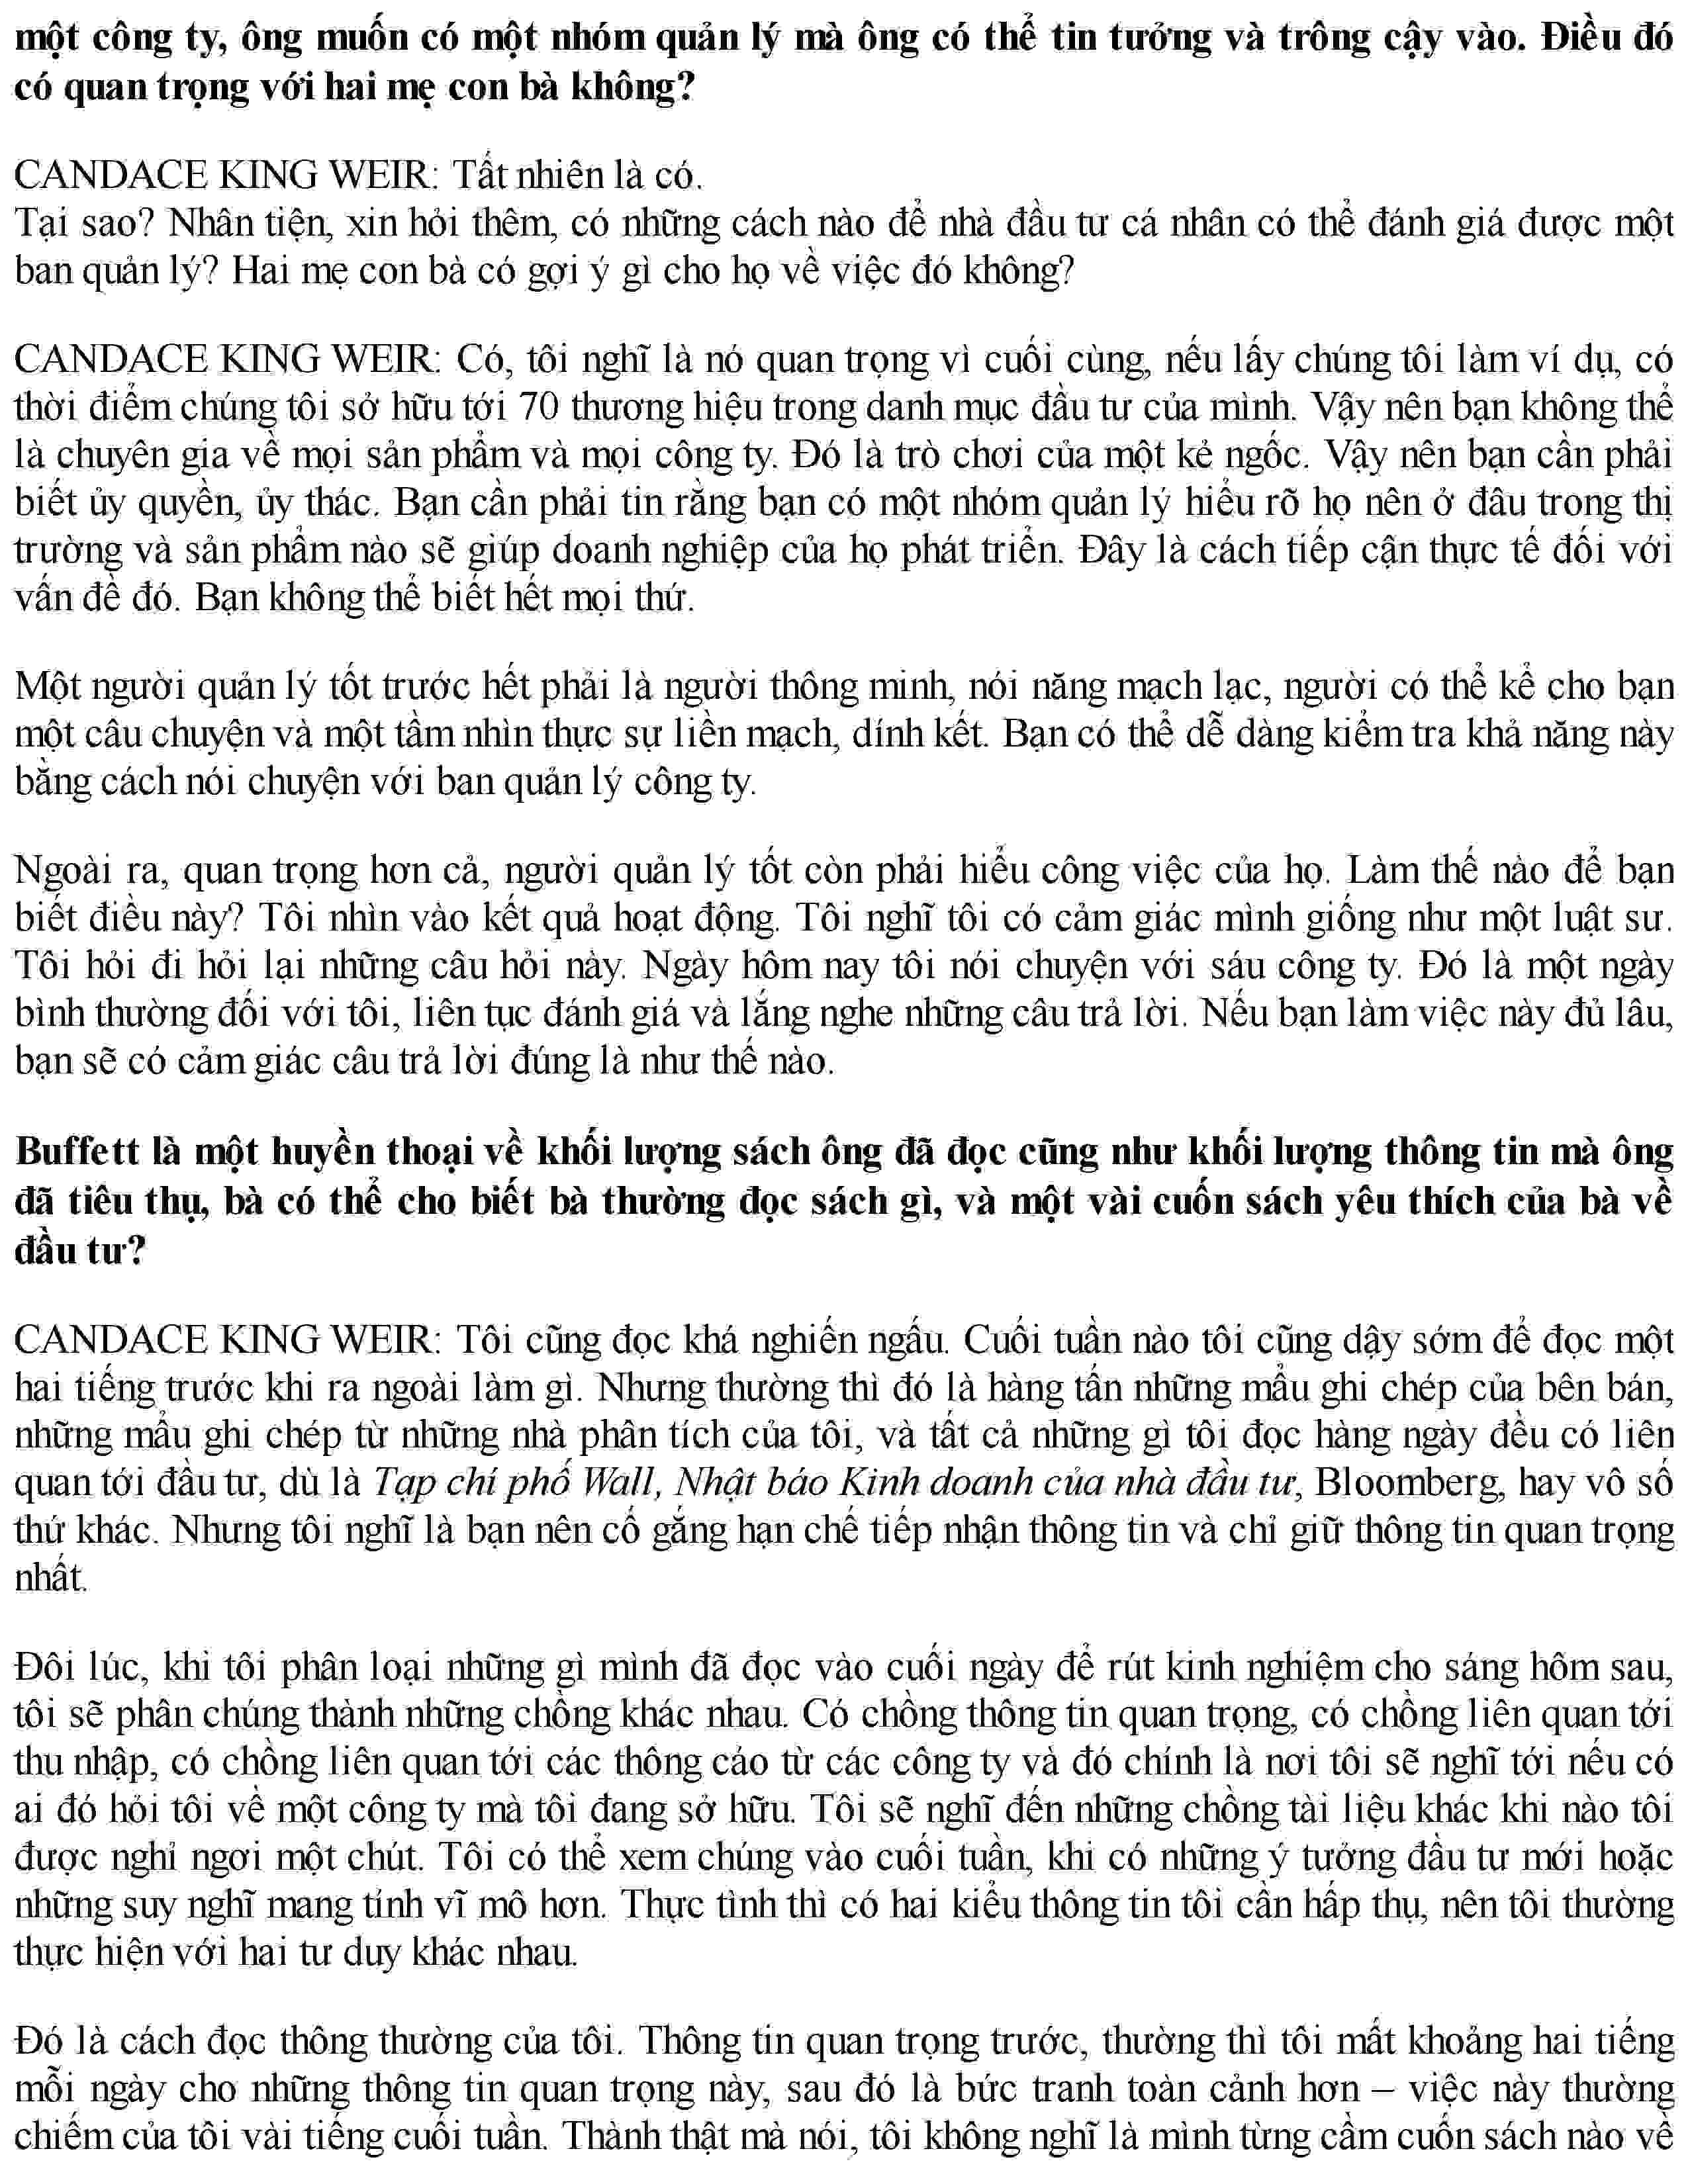 một công ty, ông muốn có một nhóm quản lý mà ông có thể tin tưởng và trông cậy vào. Điều đó
có quan trọng với hai mẹ con bà không?
CANDACE KING WEIR: Tất nhiên là có.
Tại sao? Nhân tiện, xin hỏi thêm, có những cách nào để nhà đầu tư cá nhân có thể đánh giá được một
ban quản lý? Hai mẹ con bà có gợi ý gì cho họ về việc đó không?
CANDACE KING WEIR: Có, tôi nghĩ là nó quan trọng vì cuối cùng, nếu lấy chúng tôi làm ví dụ, có
thời điểm chúng tôi sở hữu tới 70 thương hiệu trong danh mục đầu tư của mình. Vậy nên bạn không thể
là chuyên gia về mọi sản phẩm và mọi công ty. Đó là trò chơi của một kẻ ngốc. Vậy nên bạn cần phải
biết ủy quyền, ủy thác. Bạn cần phải tin rằng bạn có một nhóm quản lý hiểu rõ họ nên ở đâu trong thị
trường và sản phẩm nào sẽ giúp doanh nghiệp của họ phát triển. Đây là cách tiếp cận thực tế đối với
vấn đề đó. Bạn không thể biết hết mọi thứ.
Một người quản lý tốt trước hết phải là người thông minh, nói năng mạch lạc, người có thể kể cho bạn
một câu chuyện và một tầm nhìn thực sự liền mạch, dính kết. Bạn có thể dễ dàng kiểm tra khả năng này
bằng cách nói chuyện với ban quản lý công ty.
Ngoài ra, quan trọng hơn cả, người quản lý tốt còn phải hiểu công việc của họ. Làm thế nào để bạn
biết điều này? Tôi nhìn vào kết quả hoạt động. Tôi nghĩ tôi có cảm giác mình giống như một luật sư.
Tôi hỏi đi hỏi lại những câu hỏi này. Ngày hôm nay tôi nói chuyện với sáu công ty. Đó là một ngày
bình thường đối với tôi, liên tục đánh giá và lắng nghe những câu trả lời. Nếu bạn làm việc này đủ lâu,
bạn sẽ có cảm giác câu trả lời đúng là như thế nào.
Buffett là một huyền thoại về khối lượng sách ông đã đọc cũng như khối lượng thông tin mà ông
đã tiêu thụ, bà có thể cho biết bà thường đọc sách gì, và một vài cuốn sách yêu thích của bà về
đầu tư?
CANDACE KING WEIR: Tôi cũng đọc khá nghiến ngấu. Cuối tuần nào tôi cũng dậy sớm để đọc một
hai tiếng trước khi ra ngoài làm gì. Nhưng thường thì đó là hàng tấn những mẩu ghi chép của bên bán,
những mẩu ghi chép từ những nhà phân tích của tôi, và tất cả những gì tôi đọc hàng ngày đều có liên
quan tới đầu tư, dù là Tạp chí phố Wall, Nhật báo Kinh doanh của nhà đầu tư, Bloomberg, hay vô số
thứ khác. Nhưng tôi nghĩ là bạn nên cố gắng hạn chế tiếp nhận thông tin và chỉ giữ thông tin quan trọng
nhất.
Đôi lúc, khi tôi phân loại những gì mình đã đọc vào cuối ngày để rút kinh nghiệm cho sáng hôm sau,
tôi sẽ phân chúng thành những chồng khác nhau. Có chồng thông tin quan trọng, có chồng liên quan tới
thu nhập, có chồng liên quan tới các thông cáo từ các công ty và đó chính là nơi tôi sẽ nghĩ tới nếu có
ai đó hỏi tôi về một công ty mà tôi đang sở hữu. Tôi sẽ nghĩ đến những chồng tài liệu khác khi nào tôi
được nghỉ ngơi một chút. Tôi có thể xem chúng vào cuối tuần, khi có những ý tưởng đầu tư mới hoặc
những suy nghĩ mang tính vĩ mô hơn. Thực tình thì có hai kiểu thông tin tôi cần hấp thụ, nên tôi thường
thực hiện với hai tư duy khác nhau.
Đó là cách đọc thông thường của tôi. Thông tin quan trọng trước, thường thì tôi mất khoảng hai tiếng
mỗi ngày cho những thông tin quan trọng này, sau đó là bức tranh toàn cảnh hơn – việc này thường
chiếm của tôi vài tiếng cuối tuần. Thành thật mà nói, tôi không nghĩ là mình từng cầm cuốn sách nào về